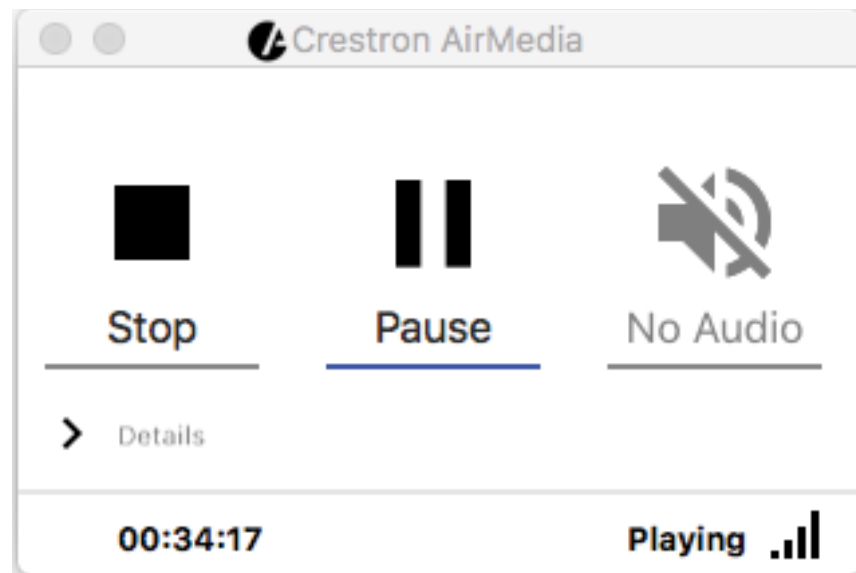 Crestron AirMedia
Stop Pause No Audio
Details
00:34:17 Playing